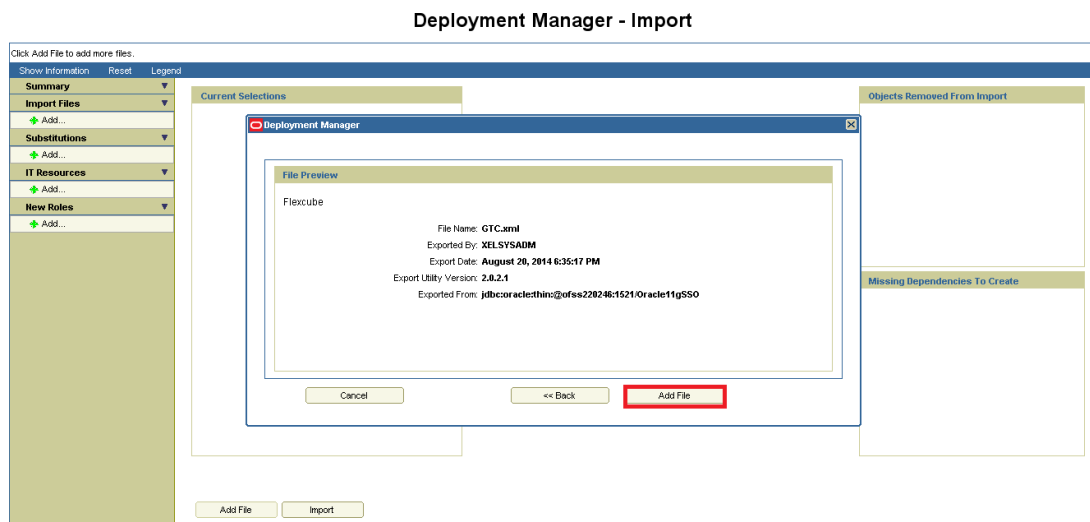 Deployment Manager - Import
Click Add File to add more files.
Show Information Reset Legend
Summary
Import Files
Add...
Substitutions
Add...
IT Resources
Add...
New Roles
Add...
Current Selections
Objects Removed From Import
Missing Dependencies To Create
Deployment Manager
File Preview
Flexcube
File Name: GTC.xml
Exported By: XELSYSADM
Export Date: August 20, 2014 6:35:17 PM
Export Utility Version: 2.0.2.1
Exported From: jdbc:oracle:thin:@ofss220246:1521/Oracle11gSSO
Cancel << Back Add File
Add File Import